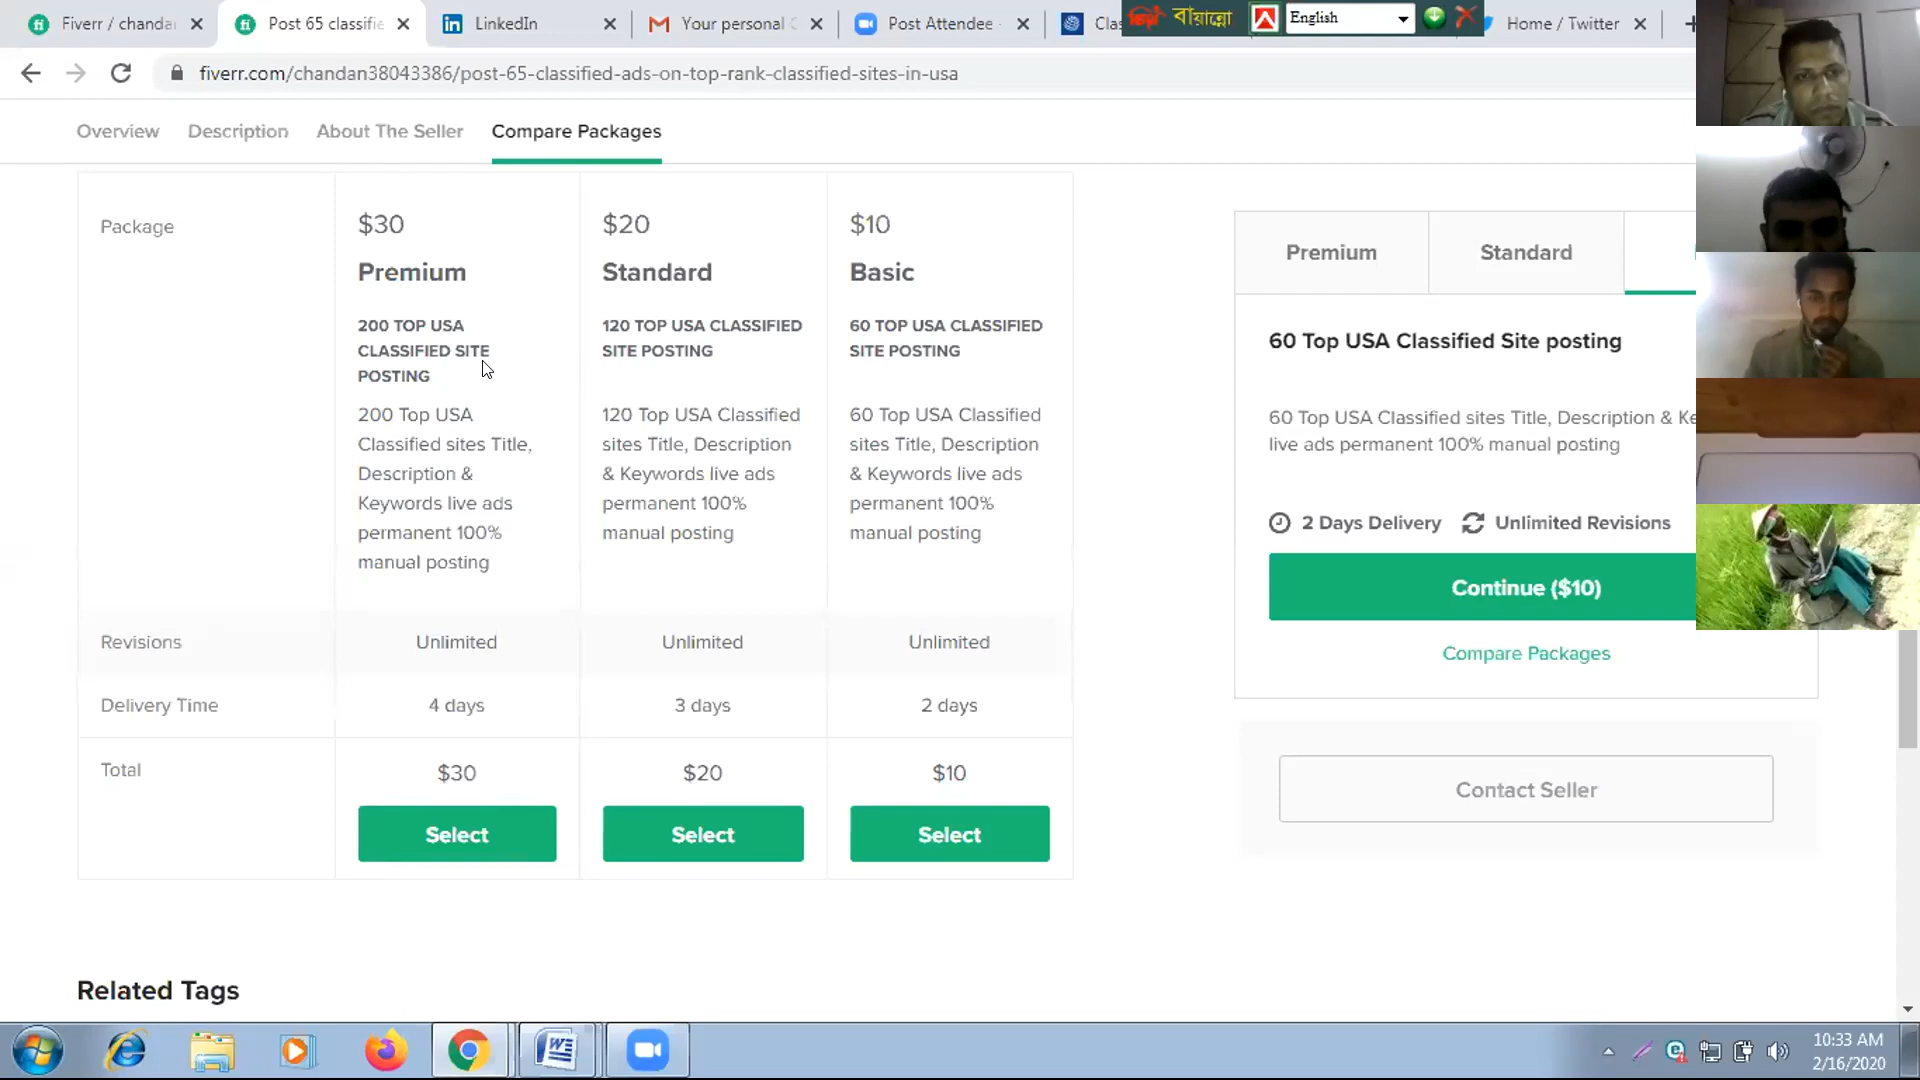 Fiverr / chandan
Post 65 classifie
LinkedIn
Your personal
Post Attendee
Clas
বায়ান্নো
English
Home / Twitter
fiverr.com/chandan38043386/post-65-classified-ads-on-top-rank-classified-sites-in-usa
Overview
Description
About The Seller
Compare Packages
Package
$30
Premium
200 TOP USA
CLASSIFIED SITE
POSTING
200 Top USA
Classified sites Title,
Description &
Keywords live ads
permanent 100%
manual posting
$20
Standard
120 TOP USA CLASSIFIED
SITE POSTING
120 Top USA Classified
sites Title, Description
& Keywords live ads
permanent 100%
manual posting
$10
Basic
60 TOP USA CLASSIFIED
SITE POSTING
60 Top USA Classified
sites Title, Description
& Keywords live ads
permanent 100%
manual posting
Revisions
Unlimited
Unlimited
Unlimited
Delivery Time
4 days
3 days
2 days
Total
$30
$20
$10
Select
Select
Select
Premium
Standard
60 Top USA Classified Site posting
60 Top USA Classified sites Title, Description & Ke
live ads permanent 100% manual posting
2 Days Delivery
Unlimited Revisions
Continue ($10)
Compare Packages
Contact Seller
Related Tags
10:33 AM
2/16/2020